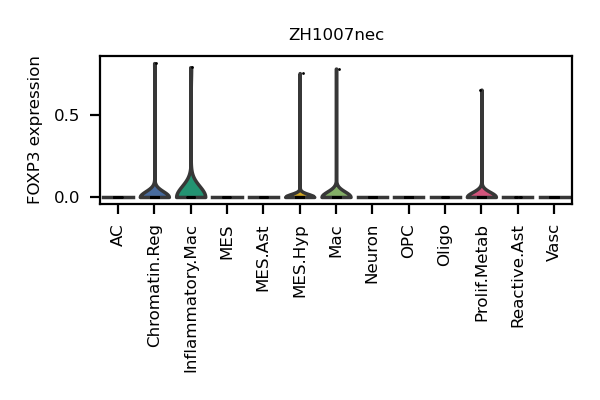 ZH1007nec
FOXP3 expression
0.5
0.0
AC
Chromatin.Reg
Inflammatory.Mac
MES
MES.Ast
MES.Hyp
Mac
Neuron
OPC
Oligo
Prolif.Metab
Reactive.Ast
Vasc